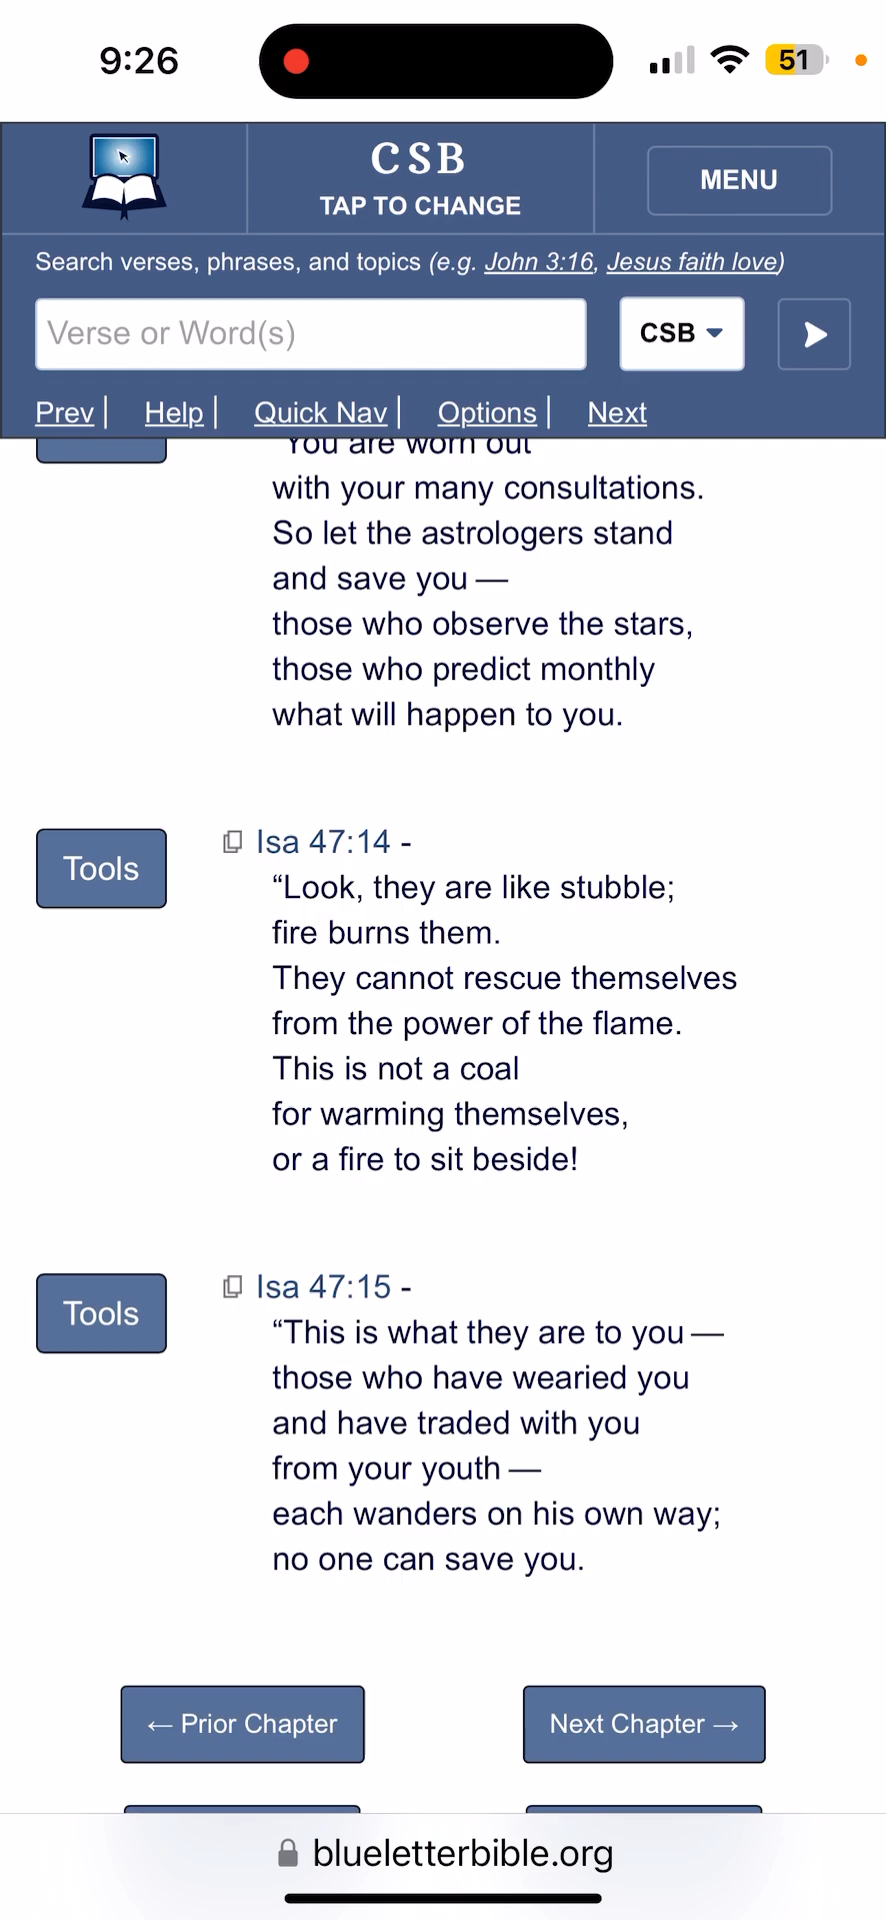 9:26
51
CSB
TAP TO CHANGE
MENU
Search verses, phrases, and topics (e.g. John 3:16, Jesus faith love)
Verse or Word(s)
CSB
Prev | Help | Quick Nav | Options | Next
"You are worn out
with your many consultations.
So let the astrologers stand
and save you —
those who observe the stars,
those who predict monthly
what will happen to you.
Tools
Isa 47:14 -
“Look, they are like stubble;
fire burns them.
They cannot rescue themselves
from the power of the flame.
This is not a coal
for warming themselves,
or a fire to sit beside!
Tools
Isa 47:15 -
“This is what they are to you —
those who have wearied you
and have traded with you
from your youth —
each wanders on his own way;
no one can save you.
← Prior Chapter
Next Chapter →
blueletterbible.org